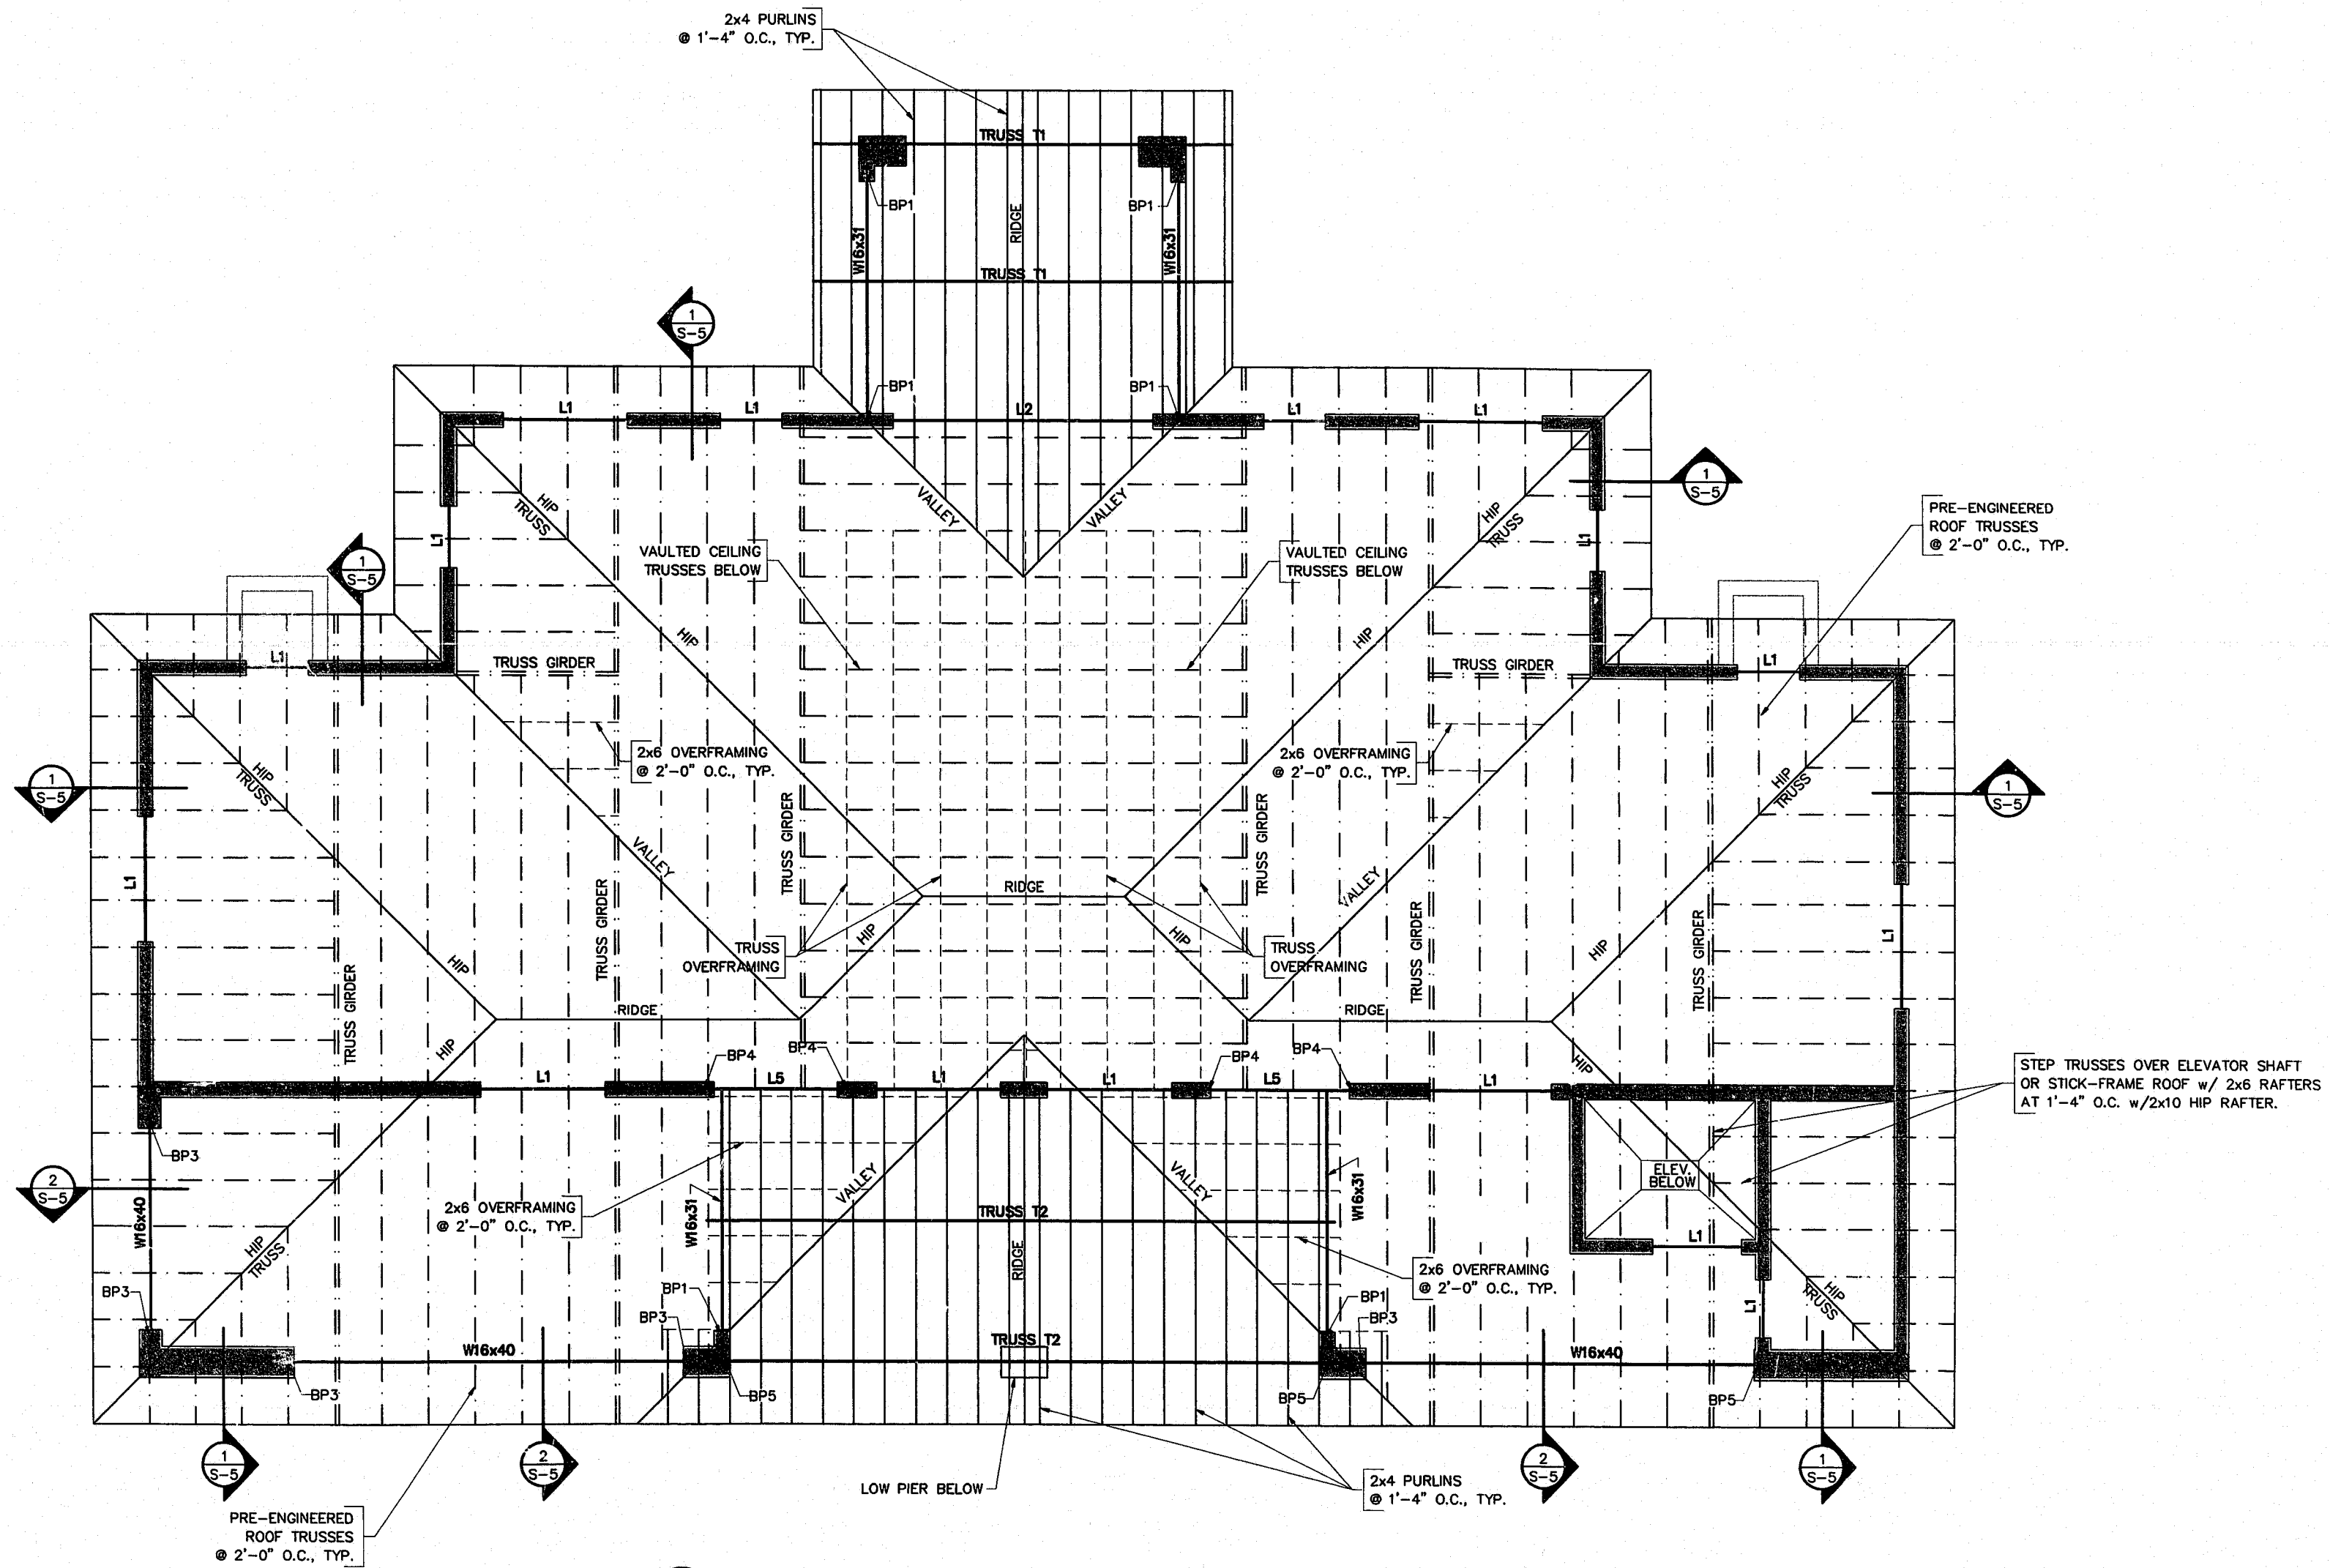 2x4 PURLINS
@ 1'-4" O.C., TYP.
TRUSS T1
BP1
BP1
W16x31
RIDGE
W16x31
TRUSS T1
1
S-5
BP1
BP1
L1
L1
L2
L1
L1
1
S-5
HIP
TRUSS
VALLEY
VALLEY
HIP
TRUSS
PRE-ENGINEERED
ROOF TRUSSES
@ 2'-0" O.C., TYP.
L1
L1
VAULTED CEILING
TRUSSES BELOW
VAULTED CEILING
TRUSSES BELOW
1
S-5
HIP
HIP
L1
TRUSS GIRDER
TRUSS GIRDER
L1
2x6 OVERFRAMING
@ 2'-0" O.C., TYP.
2x6 OVERFRAMING
@ 2'-0" O.C., TYP.
1
S-5
HIP
TRUSS
HIP
TRUSS
1
S-5
VALLEY
TRUSS GIRDER
TRUSS GIRDER
VALLEY
L1
RIDGE
TRUSS GIRDER
TRUSS GIRDER
TRUSS GIRDER
L1
HIP
HIP
HIP
HIP
TRUSS
OVERFRAMING
TRUSS
OVERFRAMING
TRUSS GIRDER
RIDGE
RIDGE
HIP
HIP
BP4
BP4
BP4
BP4
L1
L5
L1
L1
L5
L1
STEP TRUSSES OVER ELEVATOR SHAFT
OR STICK-FRAME ROOF w/ 2x6 RAFTERS
AT 1'-4" O.C. w/2x10 HIP RAFTER.
BP3
2
S-5
W16x40
VALLEY
VALLEY
ELEV.
BELOW
2x6 OVERFRAMING
@ 2'-0" O.C., TYP.
W16x31
TRUSS T2
W16x31
HIP
TRUSS
RIDGE
L1
2x6 OVERFRAMING
@ 2'-0" O.C., TYP.
BP3
BP1
BP3
BP1
BP3
L1
HIP
TRUSS
W16x40
TRUSS T2
W16x40
BP3
BP5
BP5
BP5
1
S-5
2
S-5
2
S-5
1
S-5
LOW PIER BELOW
2x4 PURLINS
@ 1'-4" O.C., TYP.
PRE-ENGINEERED
ROOF TRUSSES
@ 2'-0" O.C., TYP.